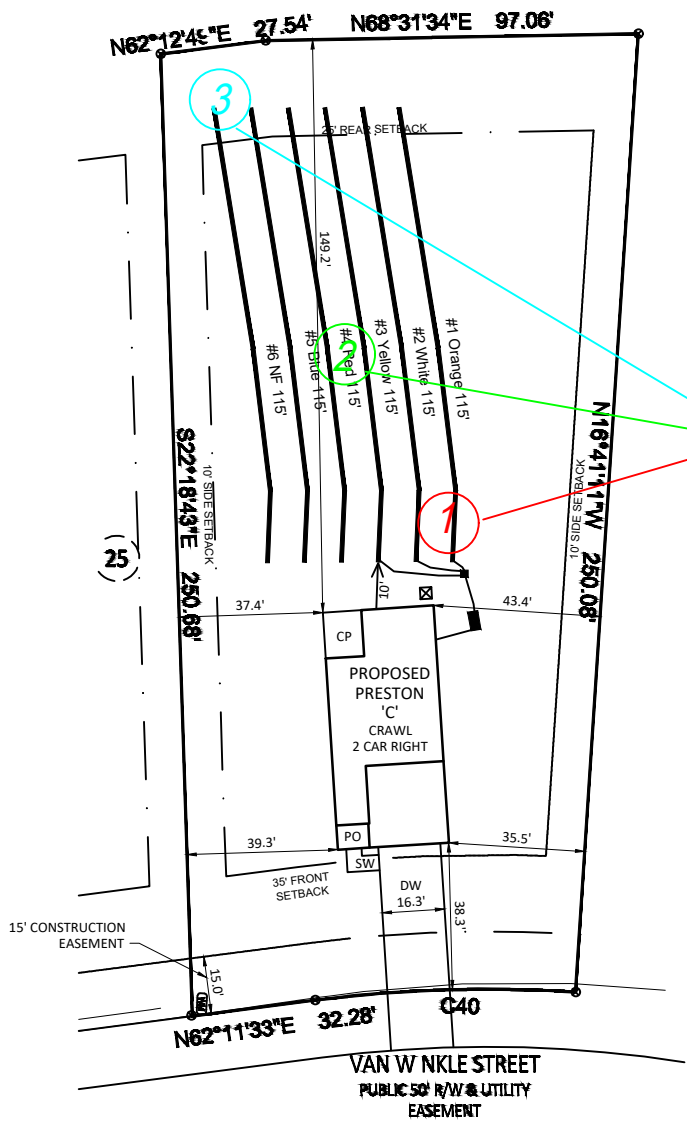 N62°12'45"E 27.54' N68°31'34"E 97.06'
3
25' REAR SETBACK
149.2'
#1 Orange 115'
#2 White 115'
#3 Yellow 115'
#4 Red 115'
#5 Blue 115'
#6 NF 115'
2
S22°18'43"E 250.68'
10' SIDE SETBACK
N16°41'11"W 250.08'
10' SIDE SETBACK
1
25
10'
37.4'
43.4'
CP
PROPOSED
PRESTON
'C'
CRAWL
2 CAR RIGHT
PO
SW
39.3'
35.5'
35' FRONT
SETBACK
DW
16.3'
38.3'
15' CONSTRUCTION
EASEMENT
15.0'
N62°11'33"E 32.28' C40
VAN W NKLE STREET
PUBLIC 50' R/W & UTILITY
EASEMENT